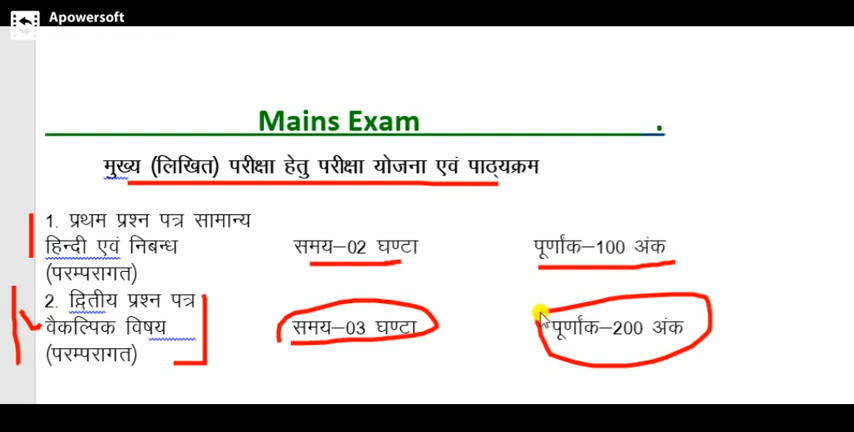 Apowersoft
Mains Exam .
मुख्य (लिखित) परीक्षा हेतु परीक्षा योजना एवं पाठ्यक्रम
1. प्रथम प्रश्न पत्र सामान्य
हिन्दी एवं निबन्ध समय–02 घण्टा पूर्णांक–100 अंक
(परम्परागत)
2. द्वितीय प्रश्न पत्र
वैकल्पिक विषय समय–03 घण्टा पूर्णांक–200 अंक
(परम्परागत)